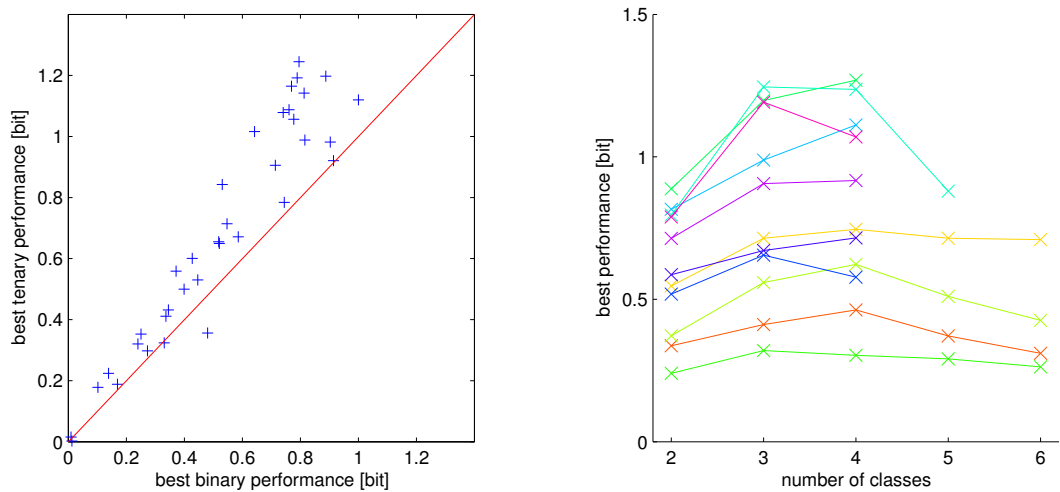 best tenary performance [bit]
1.2
1
0.8
0.6
0.4
0.2
0
0 0.2 0.4 0.6 0.8 1 1.2
best binary performance [bit]
best performance [bit]
1.5
1
0.5
0
2 3 4 5 6
number of classes